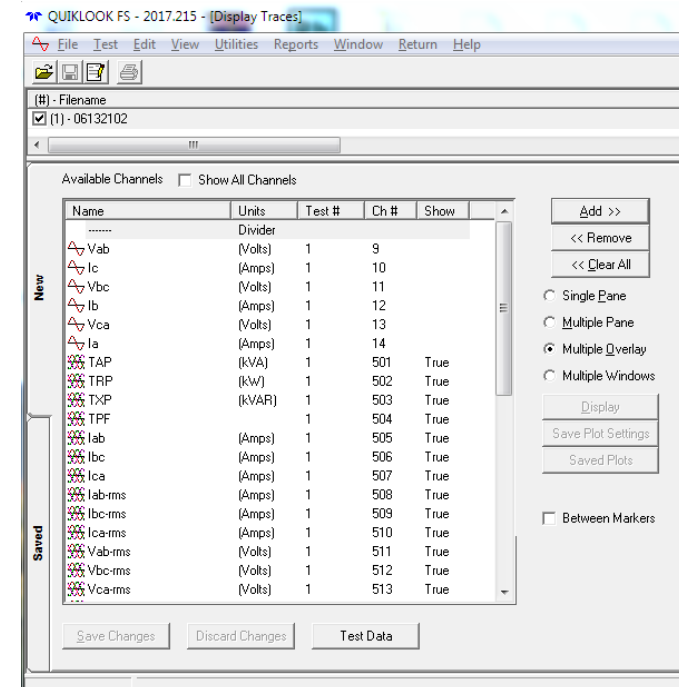 QUIKLOOK FS - 2017.215 - [Display Traces]
File Test Edit View Utilities Reports Window Return Help
(#) - Filename
(1) - 06132102
Available Channels Show All Channels
Name Units Test # Ch # Show
------- Divider
Vab (Volts) 1 9
Ic (Amps) 1 10
Vbc (Volts) 1 11
Ib (Amps) 1 12
Vca (Volts) 1 13
Ia (Amps) 1 14
TAP (kVA) 1 501 True
TRP (kW) 1 502 True
TXP (kVAR) 1 503 True
TPF 1 504 True
Iab (Amps) 1 505 True
Ibc (Amps) 1 506 True
Ica (Amps) 1 507 True
Iab-rms (Amps) 1 508 True
Ibc-rms (Amps) 1 509 True
Ica-rms (Amps) 1 510 True
Vab-rms (Volts) 1 511 True
Vbc-rms (Volts) 1 512 True
Vca-rms (Volts) 1 513 True
New
Saved
Add >>
<< Remove
<< Clear All
Single Pane
Multiple Pane
Multiple Overlay
Multiple Windows
Display
Save Plot Settings
Saved Plots
Between Markers
Save Changes Discard Changes Test Data